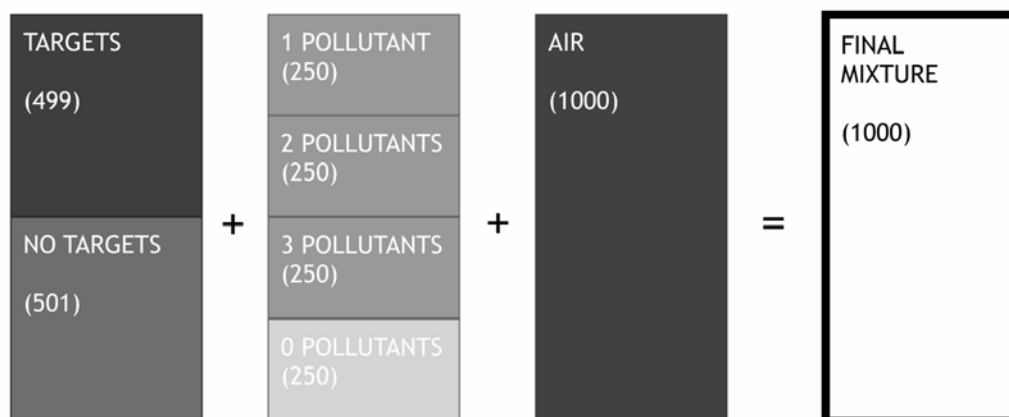 TARGETS
(499)
NO TARGETS
(501)
+
1 POLLUTANT
(250)
2 POLLUTANTS
(250)
3 POLLUTANTS
(250)
0 POLLUTANTS
(250)
+
AIR
(1000)
=
FINAL
MIXTURE
(1000)